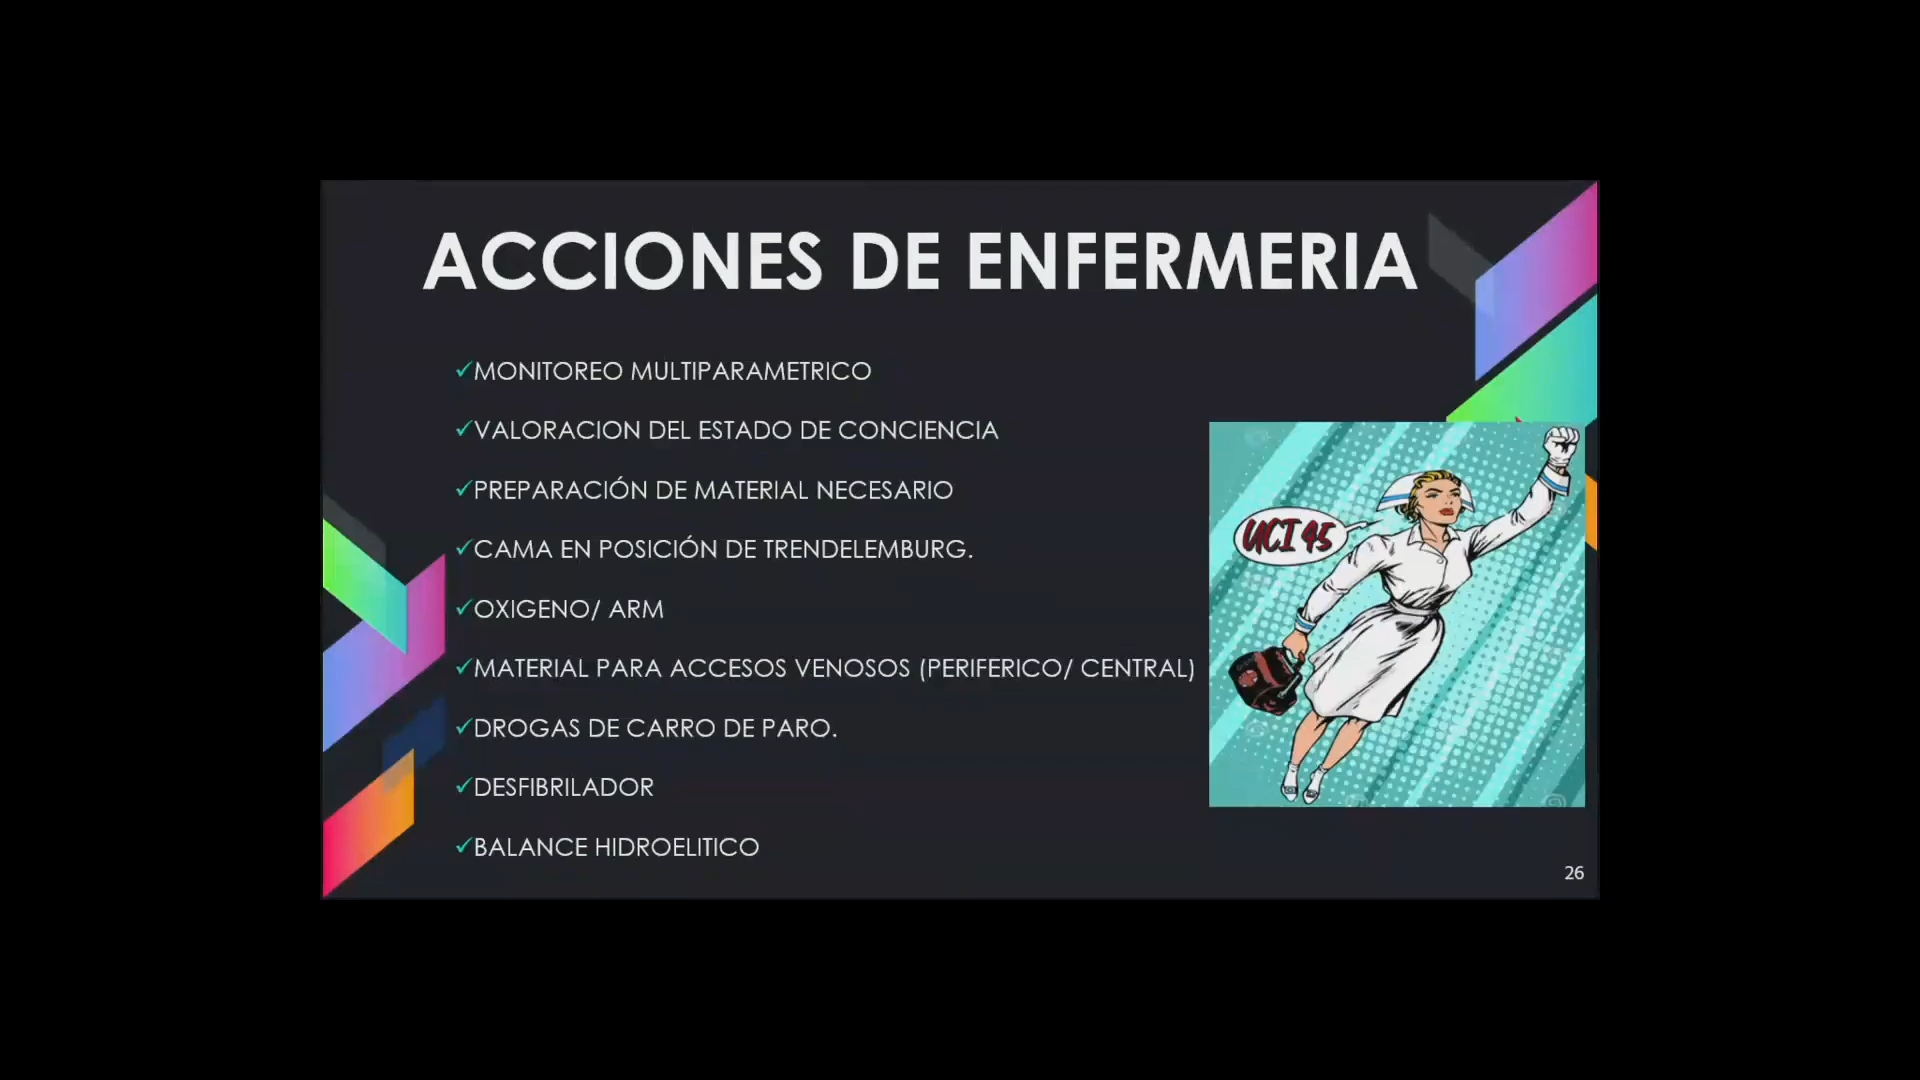 ACCIONES DE ENFERMERIA
✓MONITOREO MULTIPARAMETRICO
✓VALORACION DEL ESTADO DE CONCIENCIA
✓PREPARACIÓN DE MATERIAL NECESARIO
✓CAMA EN POSICIÓN DE TRENDELEMBURG.
✓OXIGENO/ ARM
✓MATERIAL PARA ACCESOS VENOSOS (PERIFERICO/ CENTRAL)
✓DROGAS DE CARRO DE PARO.
✓DESFIBRILADOR
✓BALANCE HIDROELITICO
UCI 45
26